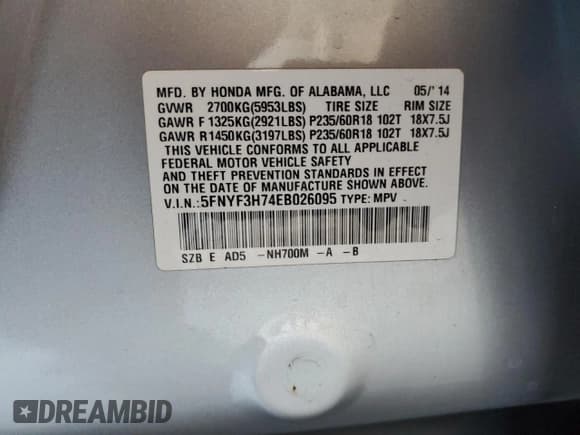 MFD. BY HONDA MFG. OF ALABAMA, LLC 05/'14
GVWR 2700KG(5953LBS) TIRE SIZE RIM SIZE
GAWR F 1325KG(2921LBS) P235/60R18 102T 18X7.5J
GAWR R 1450KG(3197LBS) P235/60R18 102T 18X7.5J
THIS VEHICLE CONFORMS TO ALL APPLICABLE
FEDERAL MOTOR VEHICLE SAFETY
AND THEFT PREVENTION STANDARDS IN EFFECT
ON THE DATE OF MANUFACTURE SHOWN ABOVE.
V.I.N.:5FNYF3H74EB026095 TYPE: MPV
SZB E AD5 -NH700M -A -B
DREAMBID